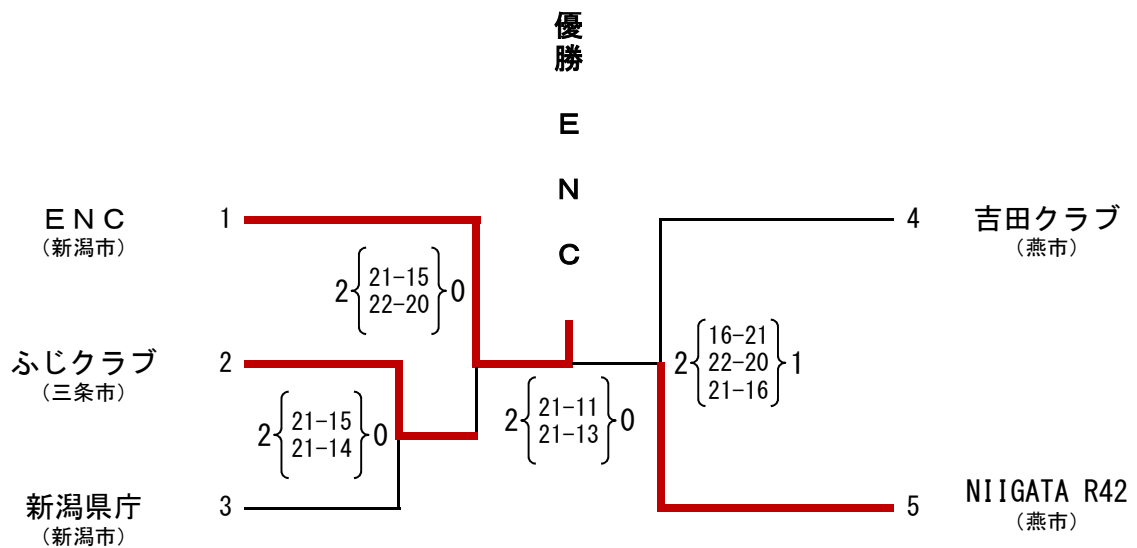 優勝 ＥＮＣ
ＥＮＣ 1
(新潟市)
2 21-15 0
22-20
ふじクラブ 2
(三条市)
2 21-15 0
21-14
新潟県庁 3
(新潟市)
2 21-11 0
21-13
4 吉田クラブ
(燕市)
16-21
2 22-20 1
21-16
5 NIIGATA R42
(燕市)